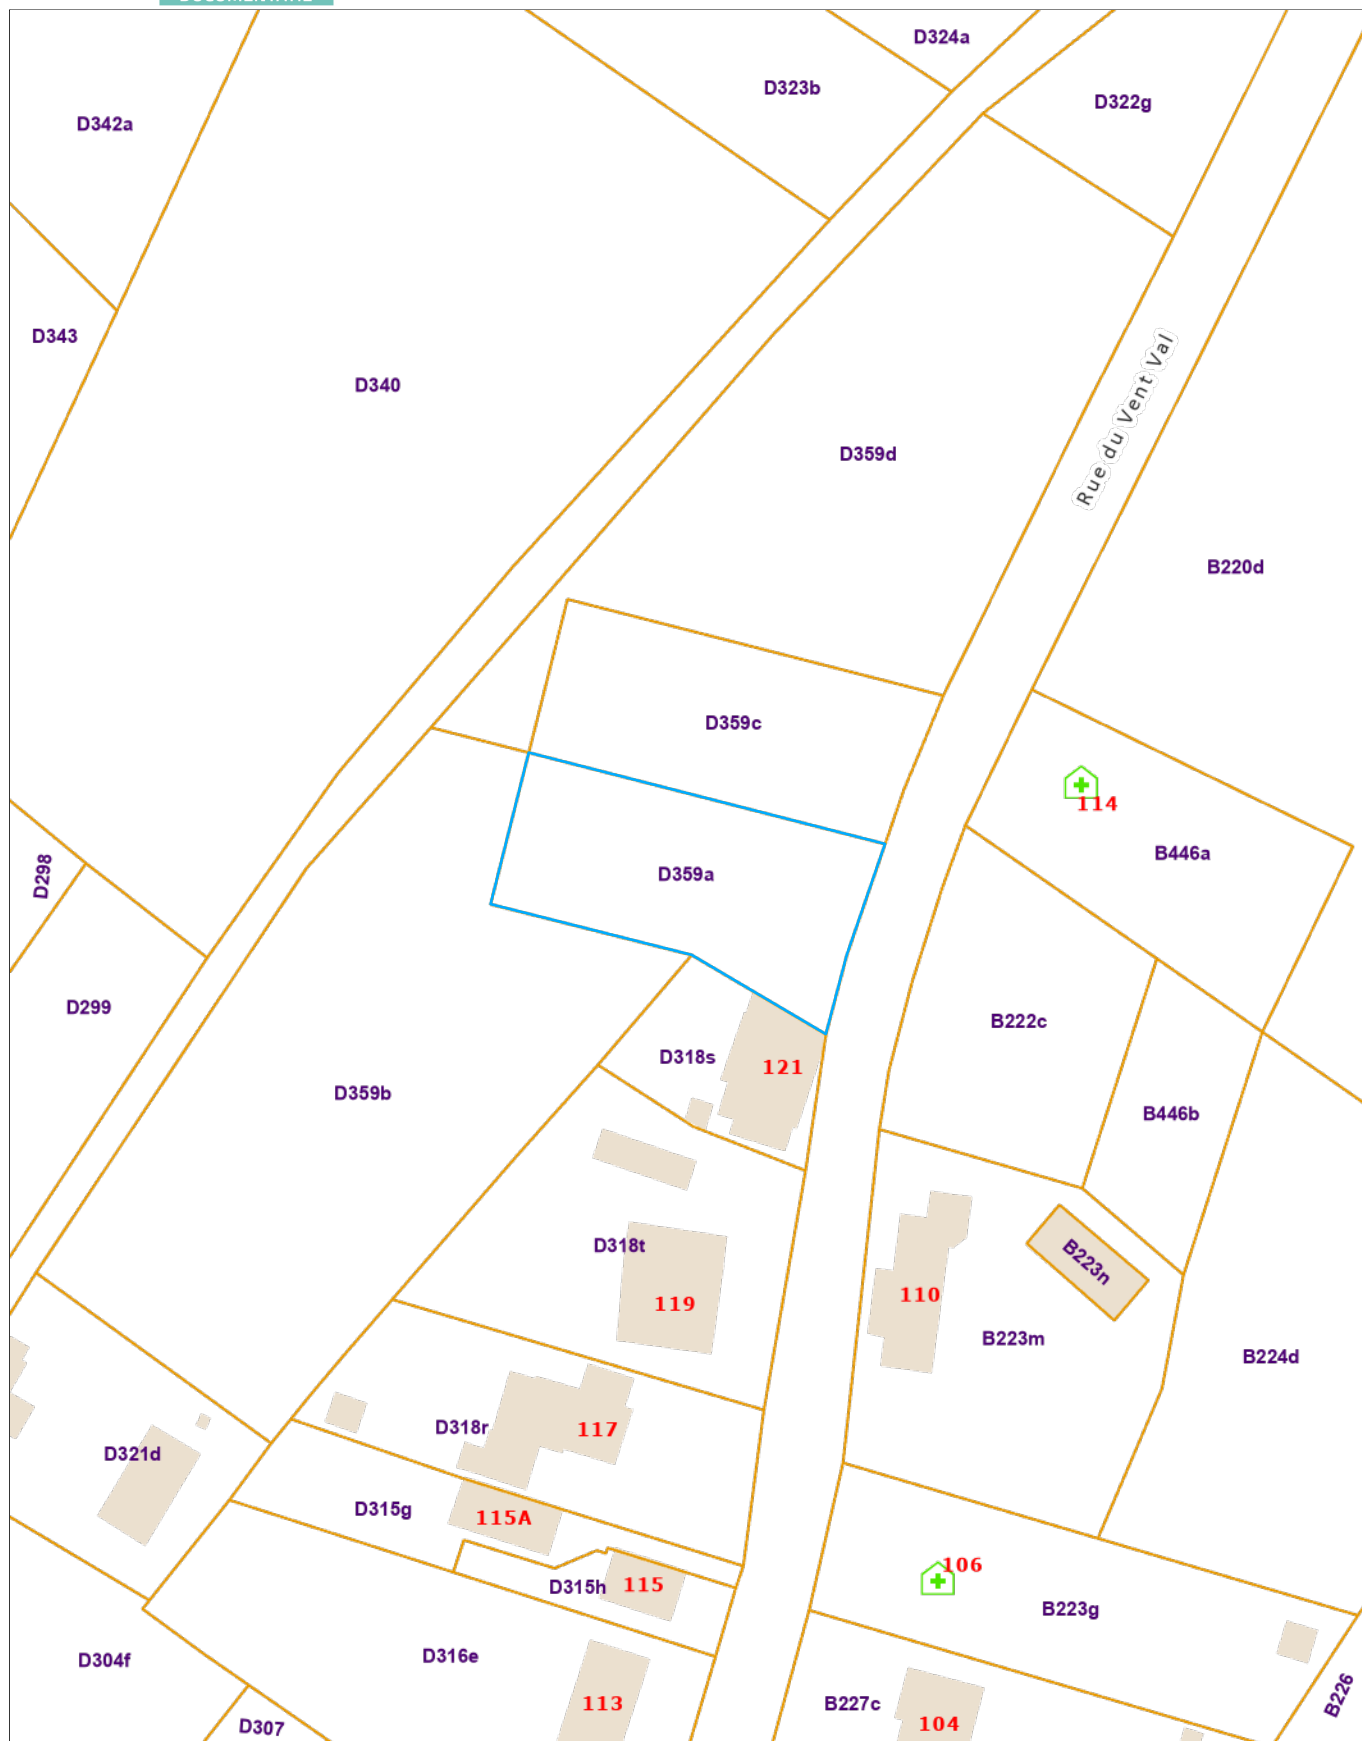 D324a
D323b
D322g
D342a
D343
D340
Rue du Vent Val
D359d
B220d
D359c
114
B446a
D298
D359a
D299
B222c
D318s
121
D359b
B446b
D318t
B223n
110
119
B223m
B224d
D318r
117
D321d
D315g
115A
106
D315h
115
B223g
D316e
D304f
B226
113
B227c
D307
104